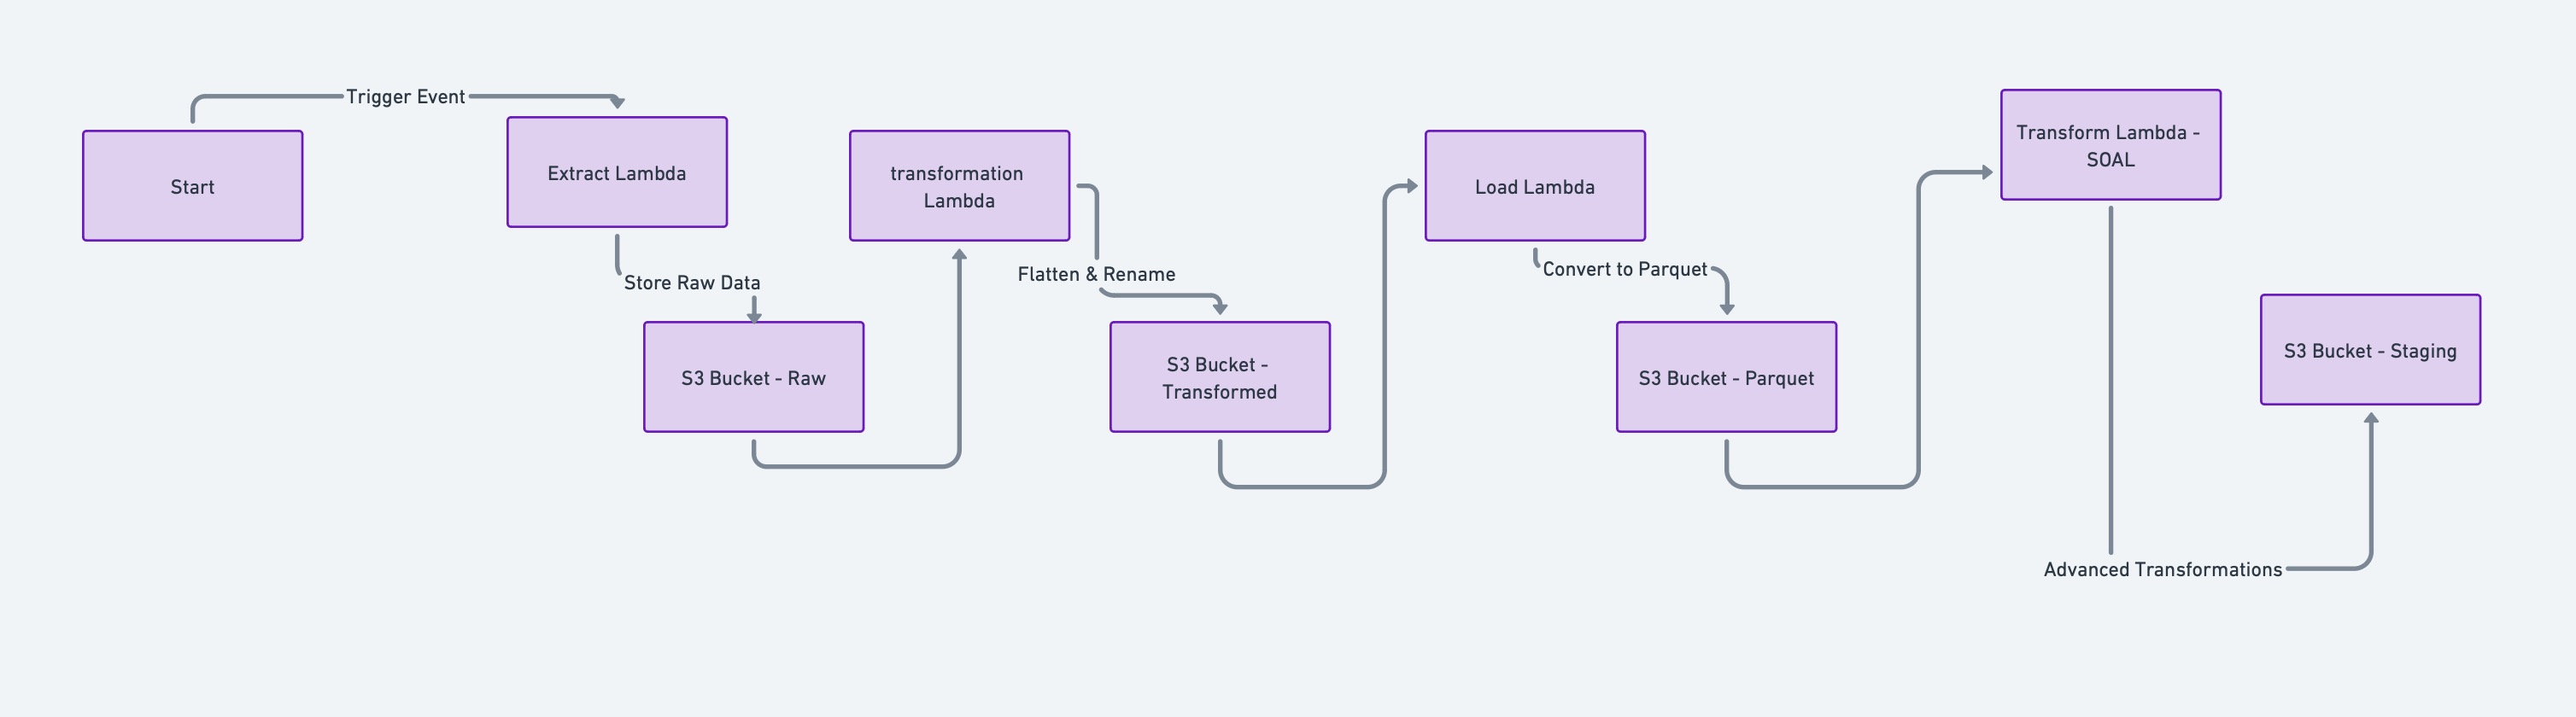 Trigger Event
Start
Extract Lambda
Store Raw Data
S3 Bucket - Raw
transformation
Lambda
Flatten & Rename
S3 Bucket -
Transformed
Load Lambda
Convert to Parquet
S3 Bucket - Parquet
Transform Lambda -
SOAL
Advanced Transformations
S3 Bucket - Staging